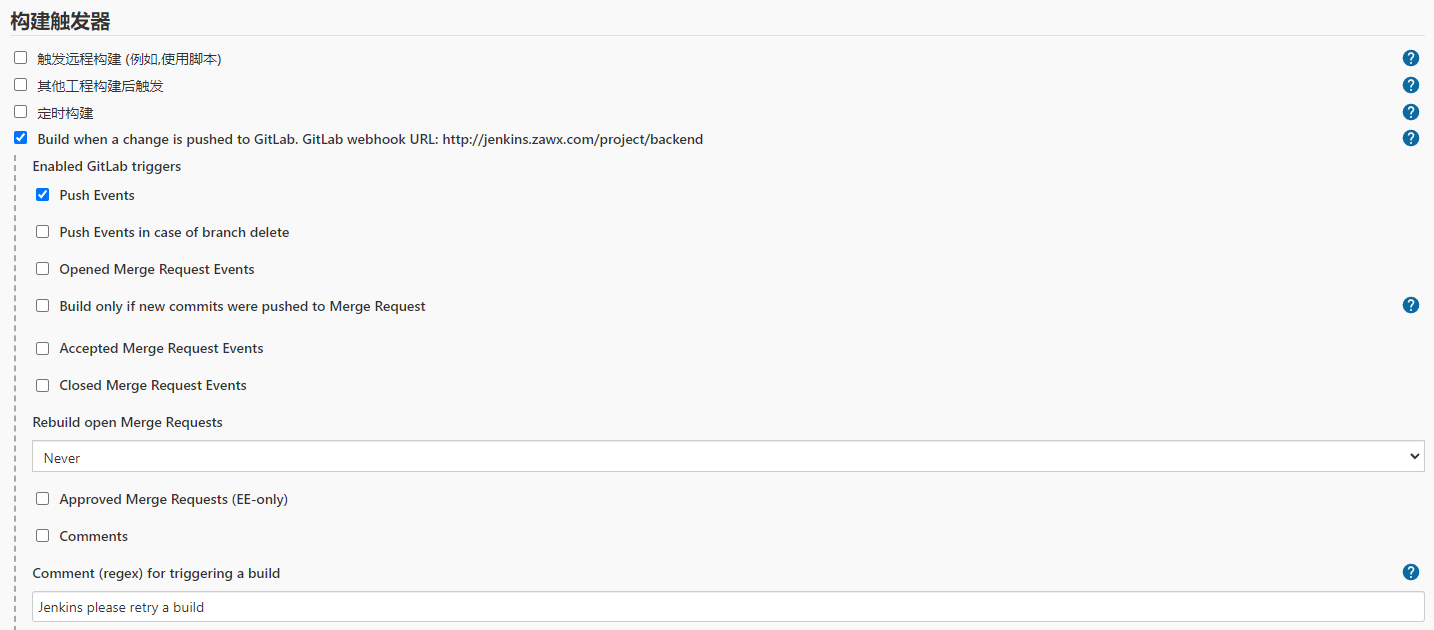 构建触发器
触发远程构建 (例如,使用脚本)
?
其他工程构建后触发
?
定时构建
?
Build when a change is pushed to GitLab. GitLab webhook URL: http://jenkins.zawx.com/project/backend
?
Enabled GitLab triggers
Push Events
Push Events in case of branch delete
Opened Merge Request Events
Build only if new commits were pushed to Merge Request
?
Accepted Merge Request Events
Closed Merge Request Events
Rebuild open Merge Requests
Never
Approved Merge Requests (EE-only)
Comments
Comment (regex) for triggering a build
?
Jenkins please retry a build